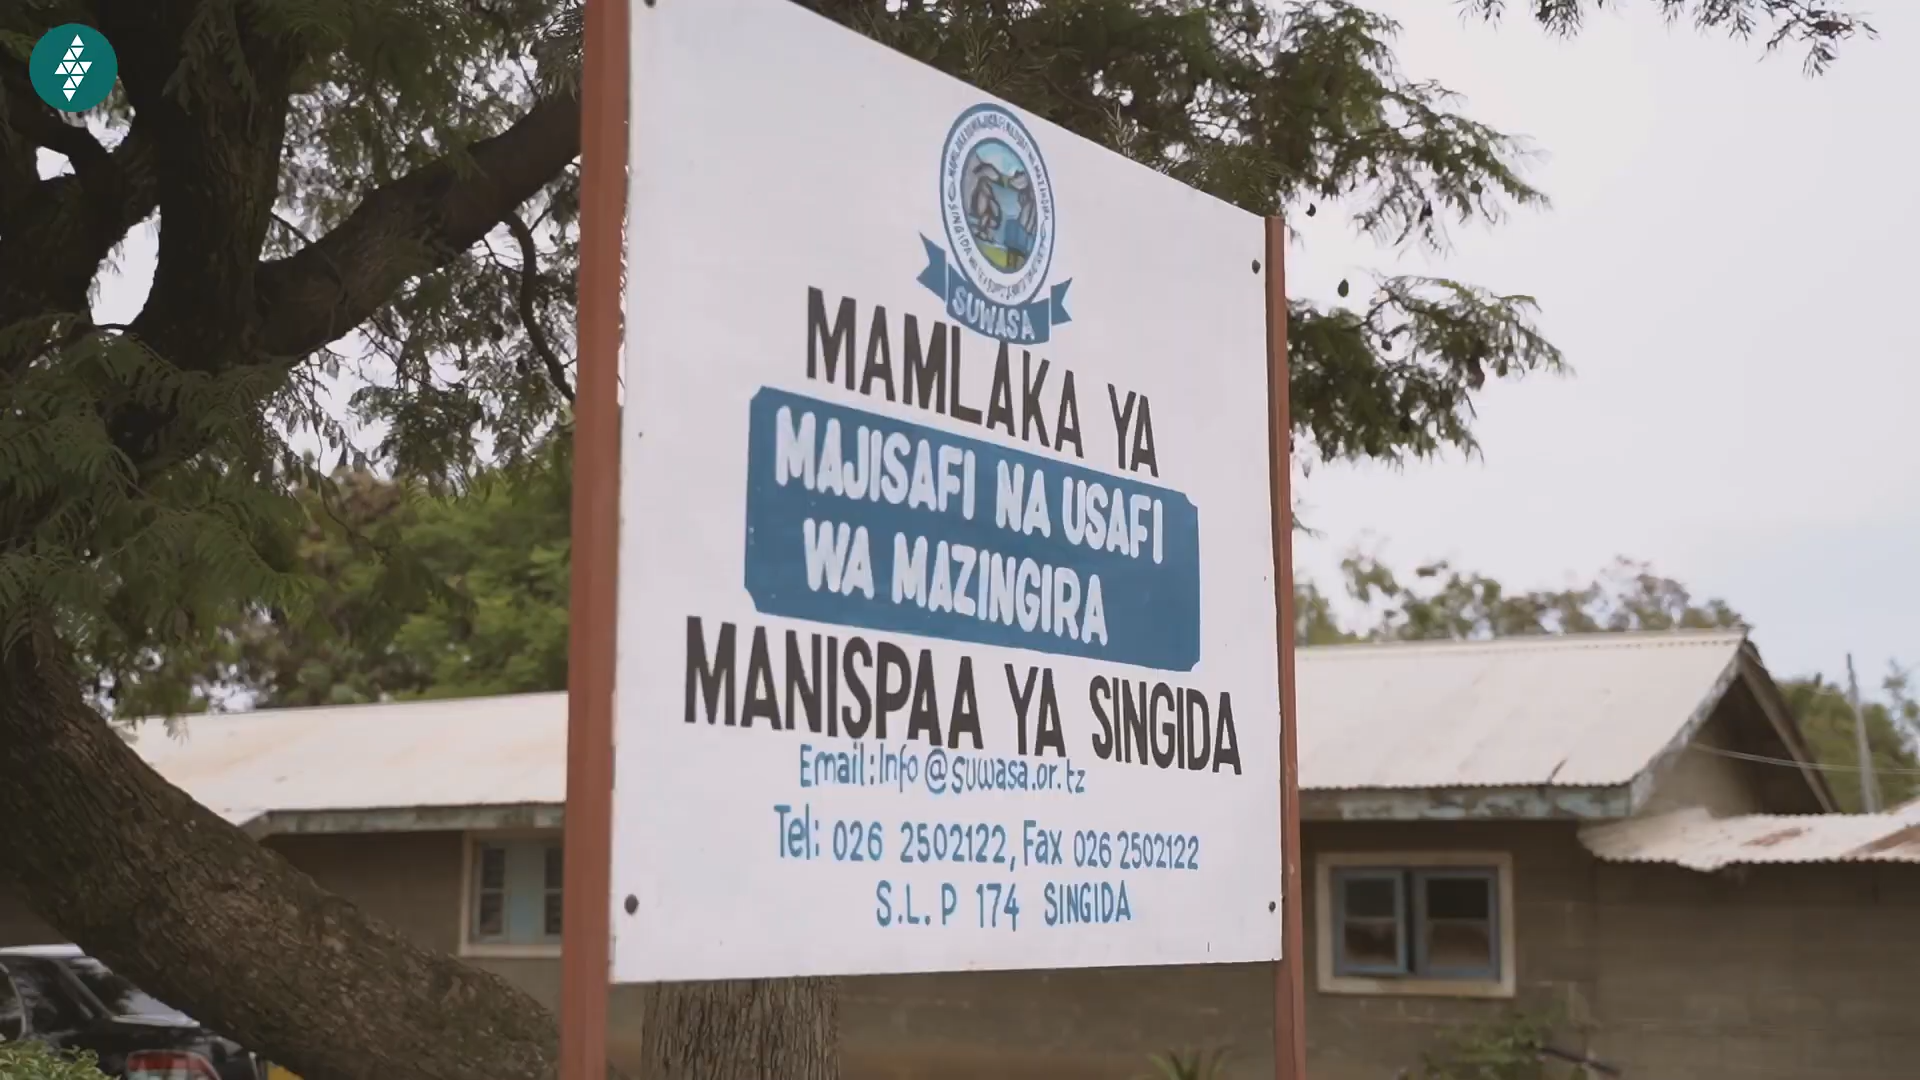 SUWASA
MAMLAKA YA
MAJISAFI NA USAFI
WA MAZINGIRA
MANISPAA YA SINGIDA
Email:Info@suwasa.or.tz
Tel: 026 2502122, Fax 026 2502122
S.L.P 174 SINGIDA